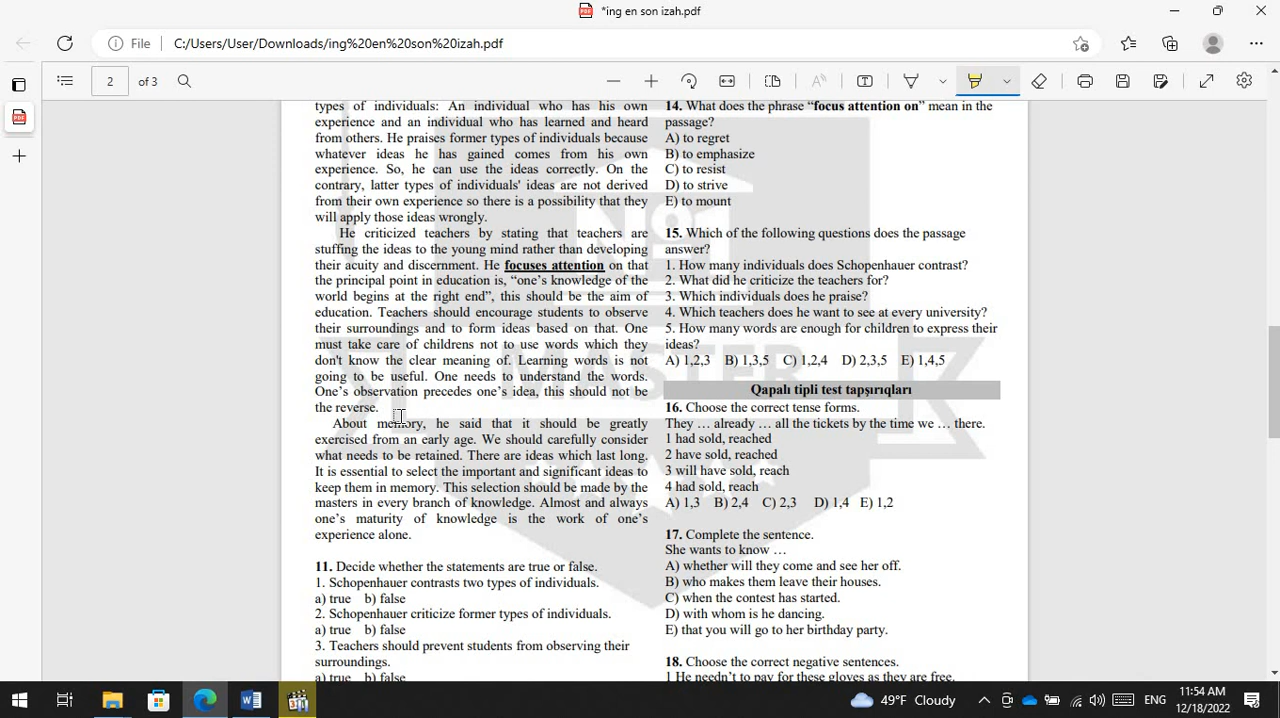 *ing en son izah.pdf
File C:/Users/User/Downloads/ing%20en%20son%20izah.pdf
2 of 3
types of individuals: An individual who has his own
experience and an individual who has learned and heard
from others. He praises former types of individuals because
whatever ideas he has gained comes from his own
experience. So, he can use the ideas correctly. On the
contrary, latter types of individuals' ideas are not derived
from their own experience so there is a possibility that they
will apply those ideas wrongly.
He criticized teachers by stating that teachers are
stuffing the ideas to the young mind rather than developing
their acuity and discernment. He focuses attention on that
the principal point in education is, “one’s knowledge of the
world begins at the right end”, this should be the aim of
education. Teachers should encourage students to observe
their surroundings and to form ideas based on that. One
must take care of childrens not to use words which they
don't know the clear meaning of. Learning words is not
going to be useful. One needs to understand the words.
One’s observation precedes one’s idea, this should not be
the reverse.
About memory, he said that it should be greatly
exercised from an early age. We should carefully consider
what needs to be retained. There are ideas which last long.
It is essential to select the important and significant ideas to
keep them in memory. This selection should be made by the
masters in every branch of knowledge. Almost and always
one’s maturity of knowledge is the work of one’s
experience alone.
11. Decide whether the statements are true or false.
1. Schopenhauer contrasts two types of individuals.
a) true b) false
2. Schopenhauer criticize former types of individuals.
a) true b) false
3. Teachers should prevent students from observing their
surroundings.
a) true b) false
14. What does the phrase “focus attention on” mean in the
passage?
A) to regret
B) to emphasize
C) to resist
D) to strive
E) to mount
15. Which of the following questions does the passage
answer?
1. How many individuals does Schopenhauer contrast?
2. What did he criticize the teachers for?
3. Which individuals does he praise?
4. Which teachers does he want to see at every university?
5. How many words are enough for children to express their
ideas?
A) 1,2,3 B) 1,3,5 C) 1,2,4 D) 2,3,5 E) 1,4,5
Qapalı tipli test tapşırıqları
16. Choose the correct tense forms.
They … already … all the tickets by the time we … there.
1 had sold, reached
2 have sold, reached
3 will have sold, reach
4 had sold, reach
A) 1,3 B) 2,4 C) 2,3 D) 1,4 E) 1,2
17. Complete the sentence.
She wants to know …
A) whether will they come and see her off.
B) who makes them leave their houses.
C) when the contest has started.
D) with whom is he dancing.
E) that you will go to her birthday party.
18. Choose the correct negative sentences.
1 He needn’t to pay for these gloves as they are free.
49°F Cloudy
ENG
11:54 AM
12/18/2022